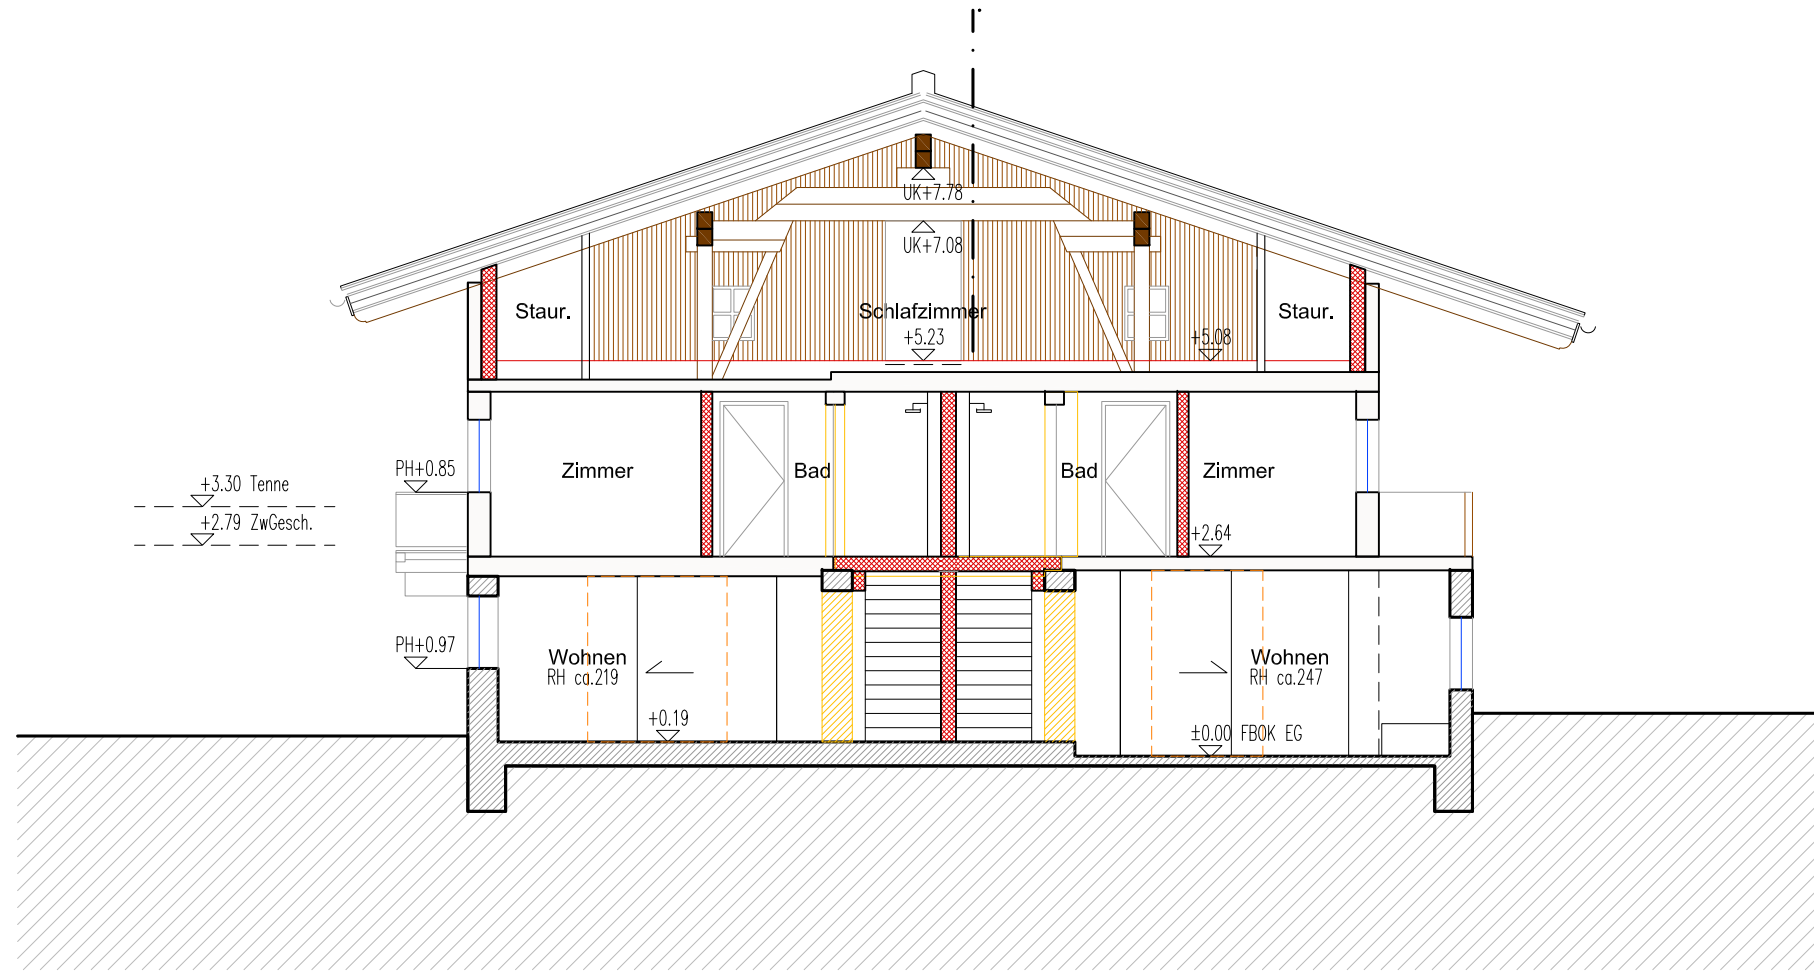 UK+7.78
UK+7.08
Staur.
Schlafzimmer
Staur.
+5.23
+5.08
PH+0.85
Zimmer
Bad
Bad
Zimmer
+3.30 Tenne
+2.79 ZwGesch.
+2.64
PH+0.97
Wohnen
RH ca.219
Wohnen
RH ca.247
+0.19
±0.00 FBOK EG